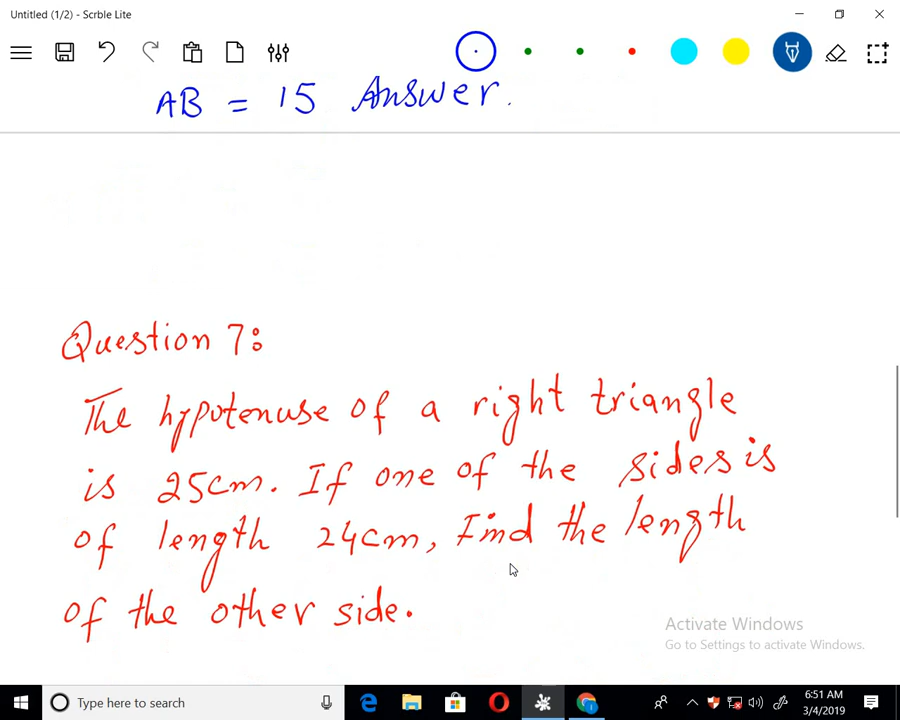 Untitled (1/2) - Scrble Lite
AB = 15 Answer.
Question 7:
The hypotenuse of a right triangle
is 25cm. If one of the sides is
of length 24cm, Find the length
of the other side.
Activate Windows
Go to Settings to activate Windows.
Type here to search
6:51 AM
3/4/2019